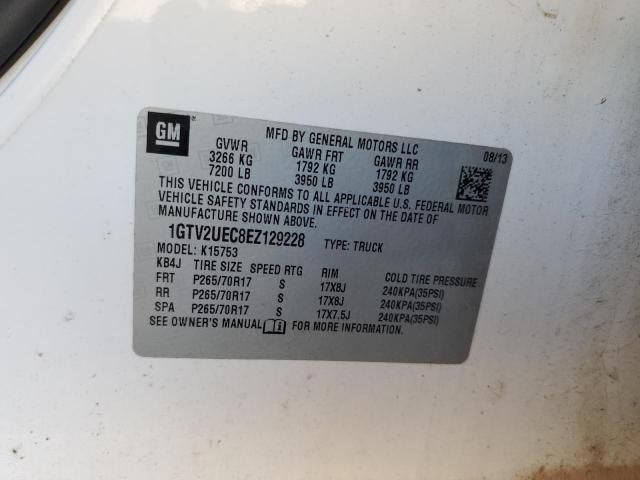 GM
MFD BY GENERAL MOTORS LLC
08/13
GVWR GAWR FRT GAWR RR
3266 KG 1792 KG 1792 KG
7200 LB 3950 LB 3950 LB
THIS VEHICLE CONFORMS TO ALL APPLICABLE U.S. FEDERAL MOTOR
VEHICLE SAFETY STANDARDS IN EFFECT ON THE DATE OF
MANUFACTURE SHOWN ABOVE.
1GTV2UEC8EZ129228 TYPE: TRUCK
MODEL: K15753
KB4J TIRE SIZE SPEED RTG RIM COLD TIRE PRESSURE
FRT P265/70R17 S 17X8J 240KPA(35PSI)
RR P265/70R17 S 17X8J 240KPA(35PSI)
SPA P265/70R17 S 17X7.5J 240KPA(35PSI)
SEE OWNER'S MANUAL FOR MORE INFORMATION.